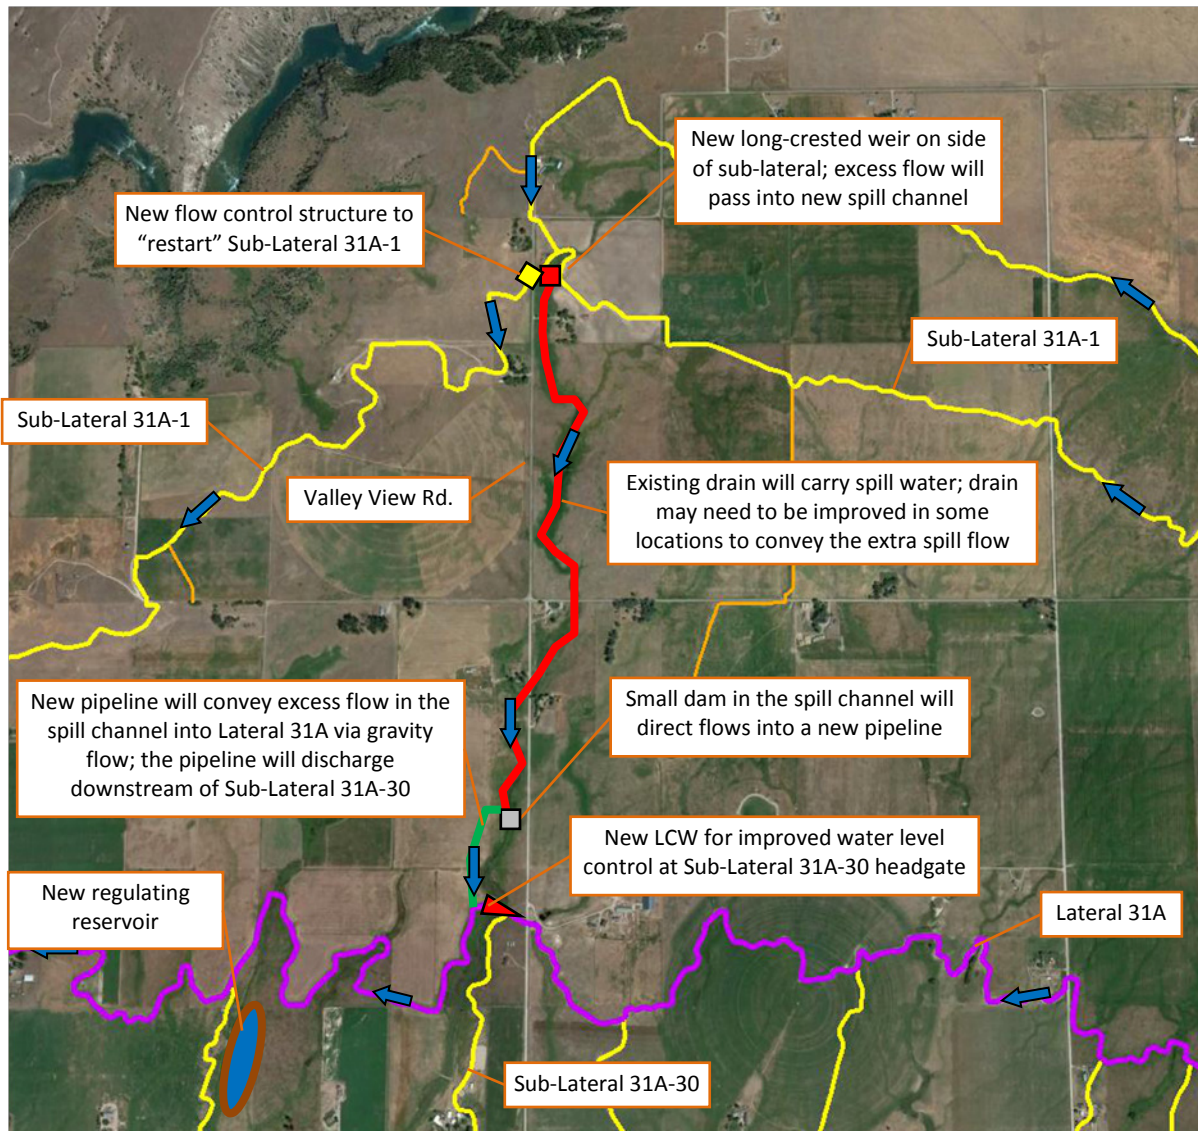 New long-crested weir on side
of sub-lateral; excess flow will
pass into new spill channel
New flow control structure to
“restart” Sub-Lateral 31A-1
Sub-Lateral 31A-1
Sub-Lateral 31A-1
Valley View Rd.
Existing drain will carry spill water; drain
may need to be improved in some
locations to convey the extra spill flow
New pipeline will convey excess flow in the
spill channel into Lateral 31A via gravity
flow; the pipeline will discharge
downstream of Sub-Lateral 31A-30
Small dam in the spill channel will
direct flows into a new pipeline
New LCW for improved water level
control at Sub-Lateral 31A-30 headgate
New regulating
reservoir
Lateral 31A
Sub-Lateral 31A-30